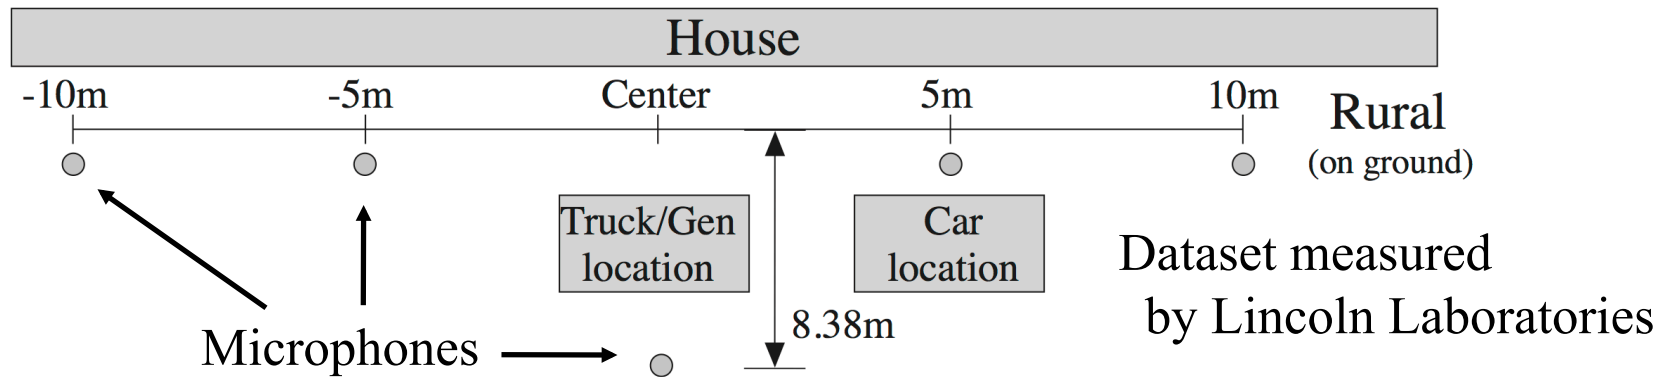 House
-10m -5m Center 5m 10m
Rural
(on ground)
Truck/Gen
location
Car
location
Dataset measured
by Lincoln Laboratories
8.38m
Microphones